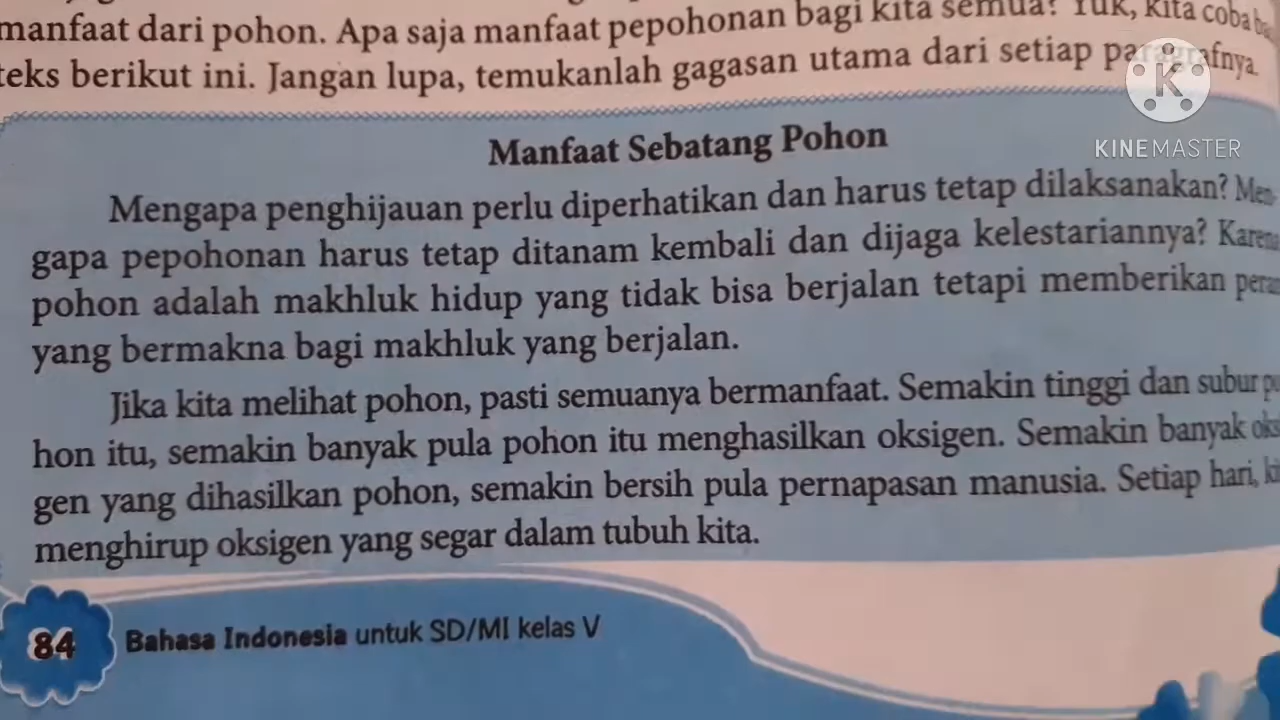 manfaat dari pohon. Apa saja manfaat pepohonan bagi kita semua? Yuk, kita coba
teks berikut ini. Jangan lupa, temukanlah gagasan utama dari setiap paragrafnya.
K
KINEMASTER
Manfaat Sebatang Pohon
Mengapa penghijauan perlu diperhatikan dan harus tetap dilaksanakan? Men-
gapa pepohonan harus tetap ditanam kembali dan dijaga kelestariannya? Karena
pohon adalah makhluk hidup yang tidak bisa berjalan tetapi memberikan
yang bermakna bagi makhluk yang berjalan.
Jika kita melihat pohon, pasti semuanya bermanfaat. Semakin tinggi dan subur
hon itu, semakin banyak pula pohon itu menghasilkan oksigen. Semakin banyak
gen yang dihasilkan pohon, semakin bersih pula pernapasan manusia. Setiap hari,
menghirup oksigen yang segar dalam tubuh kita.
84
Bahasa Indonesia untuk SD/MI kelas V